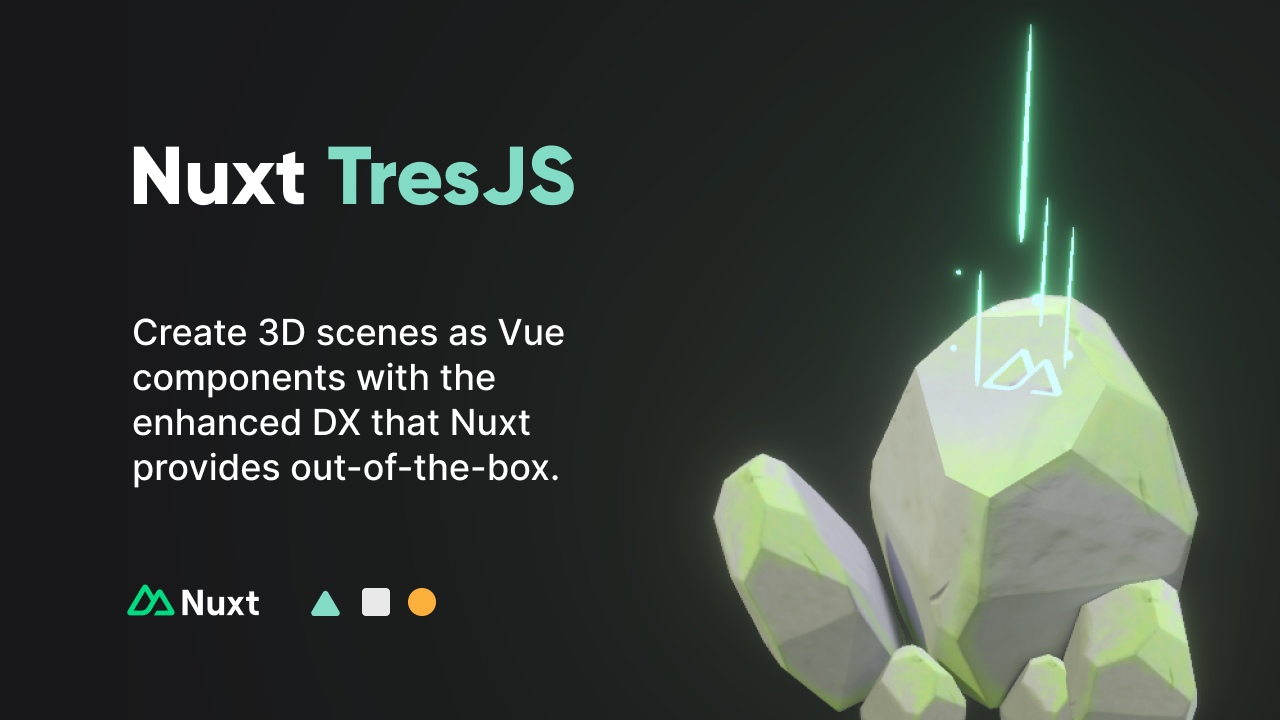 Nuxt TresJS
Create 3D scenes as Vue
components with the
enhanced DX that Nuxt
provides out-of-the-box.
Nuxt